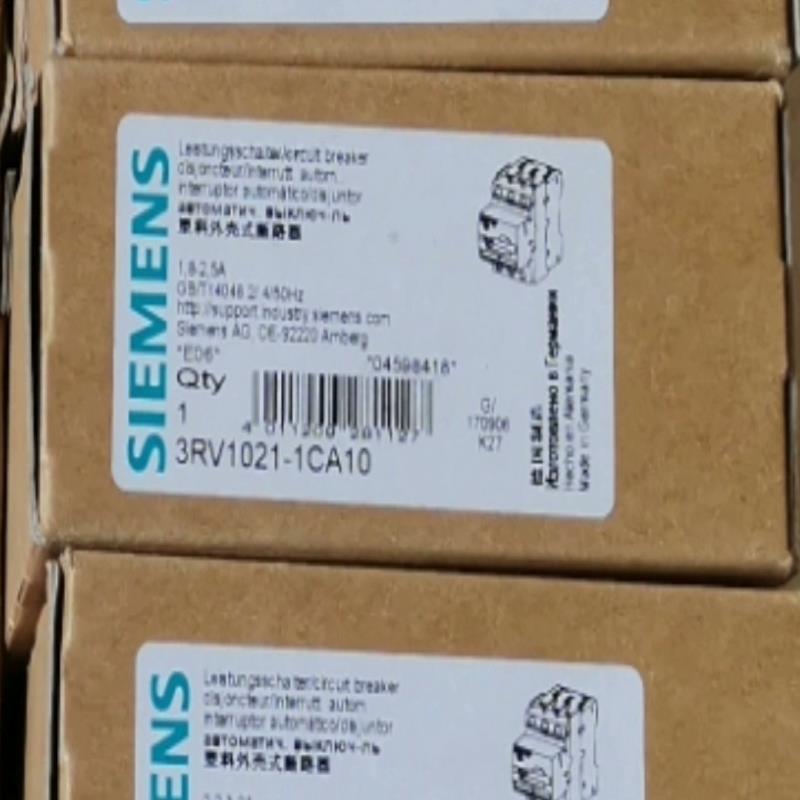 SIEMENS
Leistungsschalter/circuit breaker
disjoncteur/interrutt. autom.
interruptor automático/disjuntor
автоматич. выключ-ль
塑料外壳式断路器
1,8-2,5A
GB/T14048.2/.4/50Hz
http://support.industry.siemens.com
Siemens AG, DE-92220 Amberg
*E06* *04598418*
Qty
1
4 011209 281127
3RV1021-1CA10
G/
170906
K27
德国制造
Изготовлено в Германии
Hecho en Alemania
Made in Germany
SIEMENS
Leistungsschalter/circuit breaker
disjoncteur/interrutt. autom.
interruptor automático/disjuntor
автоматич. выключ-ль
塑料外壳式断路器